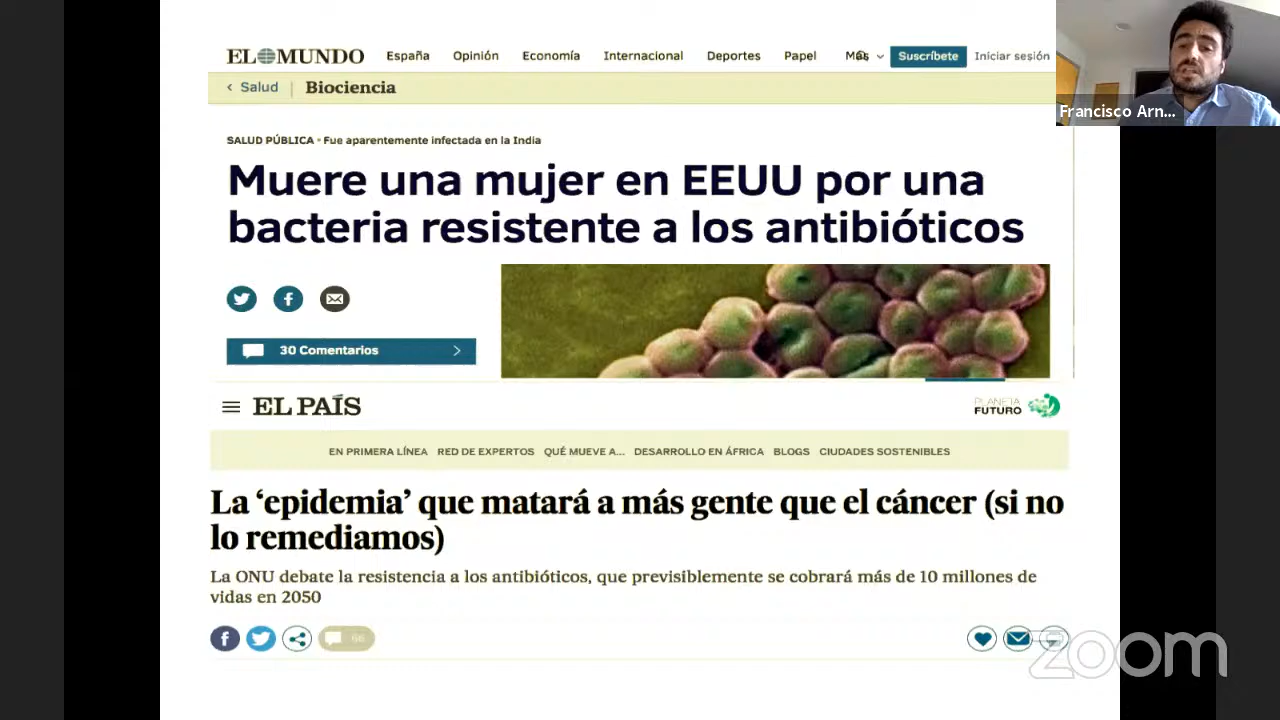 EL MUNDO España Opinión Economía Internacional Deportes Papel Más Suscríbete Iniciar sesión
Francisco Arn...
< Salud | Biociencia
SALUD PÚBLICA • Fue aparentemente infectada en la India
Muere una mujer en EEUU por una
bacteria resistente a los antibióticos
30 Comentarios
EL PAÍS
PLANETA
FUTURO
EN PRIMERA LÍNEA RED DE EXPERTOS QUÉ MUEVE A... DESARROLLO EN ÁFRICA BLOGS CIUDADES SOSTENIBLES
La ‘epidemia’ que matará a más gente que el cáncer (si no
lo remediamos)
La ONU debate la resistencia a los antibióticos, que previsiblemente se cobrará más de 10 millones de
vidas en 2050
66
zoom